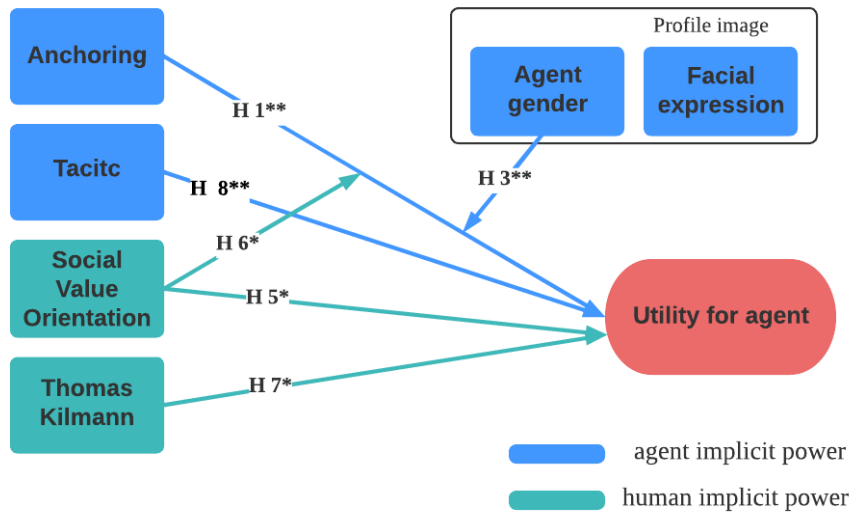 Profile image
Anchoring
Agent
gender
Facial
expression
H 1**
Tacitc
H 8**
H 3**
Social
Value
Orientation
H 6*
H 5*
Utility for agent
Thomas
Kilmann
H 7*
agent implicit power
human implicit power